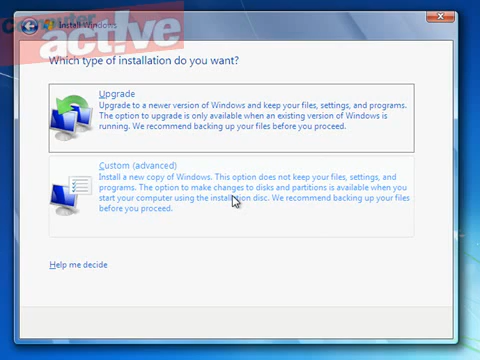 computer
active
Install Windows
Which type of installation do you want?
Upgrade
Upgrade to a newer version of Windows and keep your files, settings, and programs.
The option to upgrade is only available when an existing version of Windows is
running. We recommend backing up your files before you proceed.
Custom (advanced)
Install a new copy of Windows. This option does not keep your files, settings, and
programs. The option to make changes to disks and partitions is available when you
start your computer using the installation disc. We recommend backing up your files
before you proceed.
Help me decide